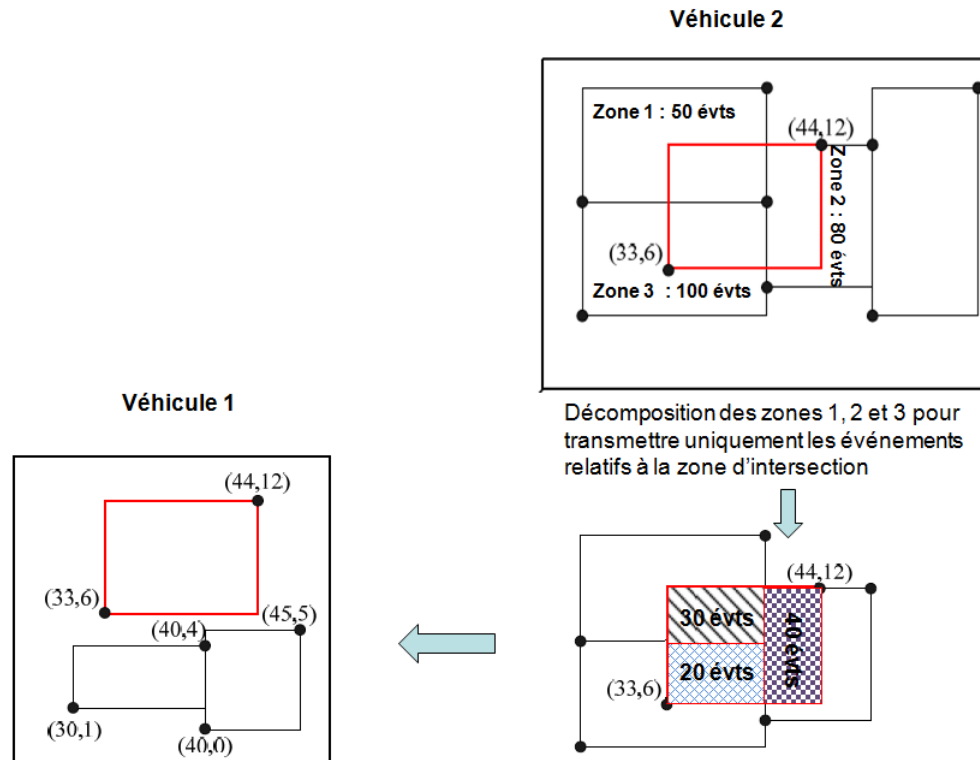 Véhicule 2
Zone 1 : 50 évts
(44,12)
Zone 2 : 80 évts
(33,6)
Zone 3 : 100 évts
Décomposition des zones 1, 2 et 3 pour
transmettre uniquement les événements
relatifs à la zone d'intersection
Véhicule 1
(44,12)
(33,6)
(45,5)
(40,4)
(30,1)
(40,0)
(44,12)
30 évts
40 évts
20 évts
(33,6)